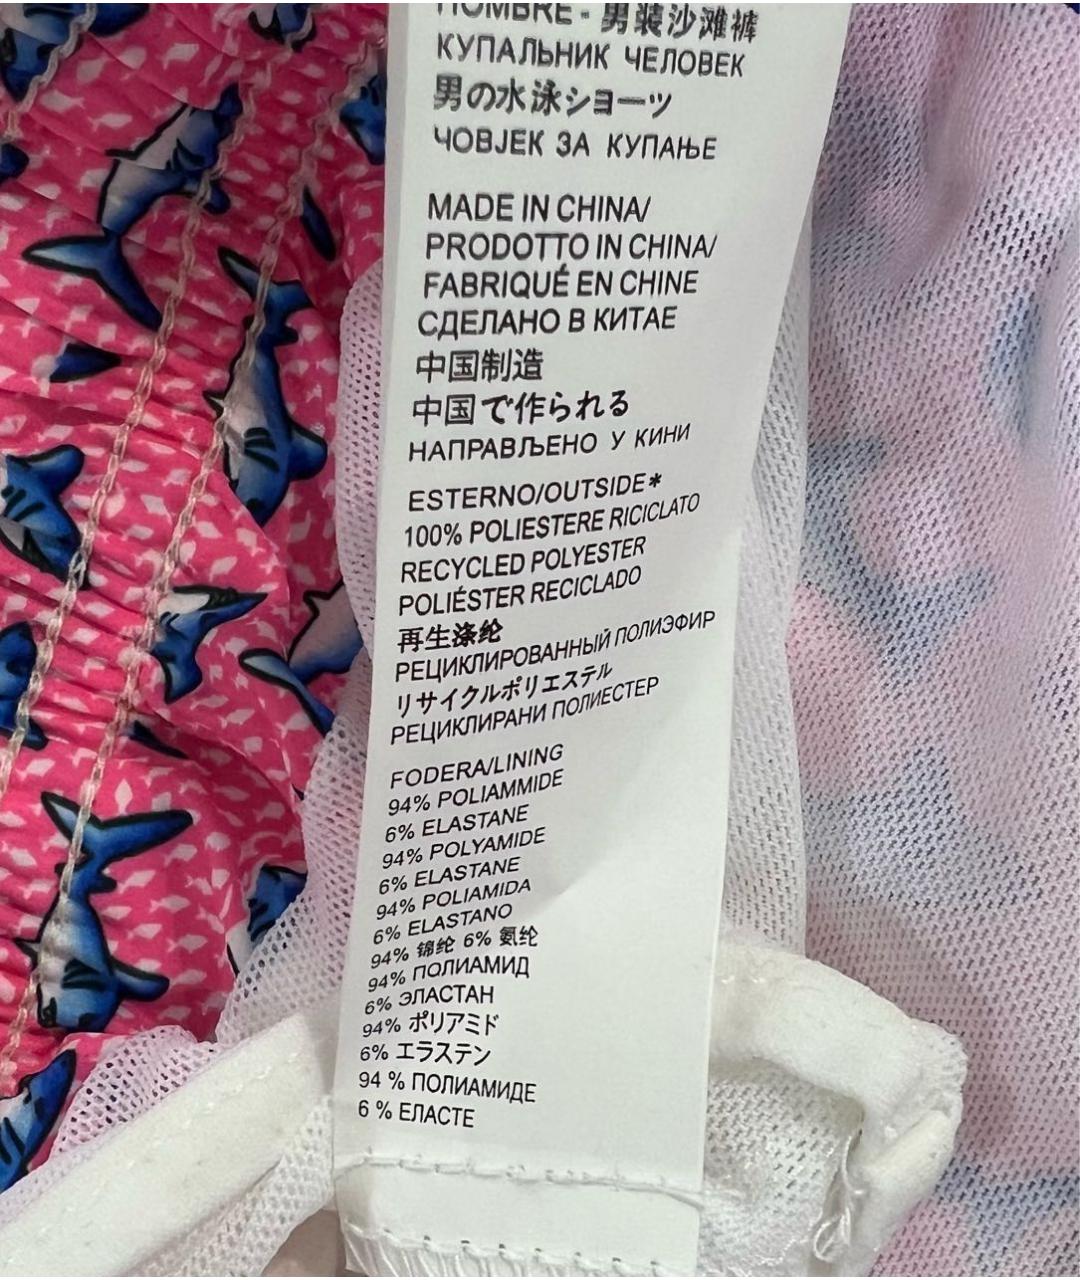 HOMBRE - 男装沙滩裤
КУПАЛЬНИК ЧЕЛОВЕК
男の水泳ショーツ
ЧОВЈЕК ЗА КУПАЊЕ
MADE IN CHINA/
PRODOTTO IN CHINA/
FABRIQUÉ EN CHINE
СДЕЛАНО В КИТАЕ
中国制造
中国で作られる
НАПРАВЉЕНО У КИНИ
ESTERNO/OUTSIDE*
100% POLIESTERE RICICLATO
RECYCLED POLYESTER
POLIÉSTER RECICLADO
再生涤纶
РЕЦИКЛИРОВАННЫЙ ПОЛИЭФИР
リサイクルポリエステル
РЕЦИКЛИРАНИ ПОЛИЕСТЕР
FODERA/LINING
94% POLIAMMIDE
6% ELASTANE
94% POLYAMIDE
6% ELASTANE
94% POLIAMIDA
6% ELASTANO
94% 锦纶 6% 氨纶
94% ПОЛИАМИД
6% ЭЛАСТАН
94% ポリアミド
6% エラステン
94 % ПОЛИАМИДЕ
6 % ЕЛАСТЕ